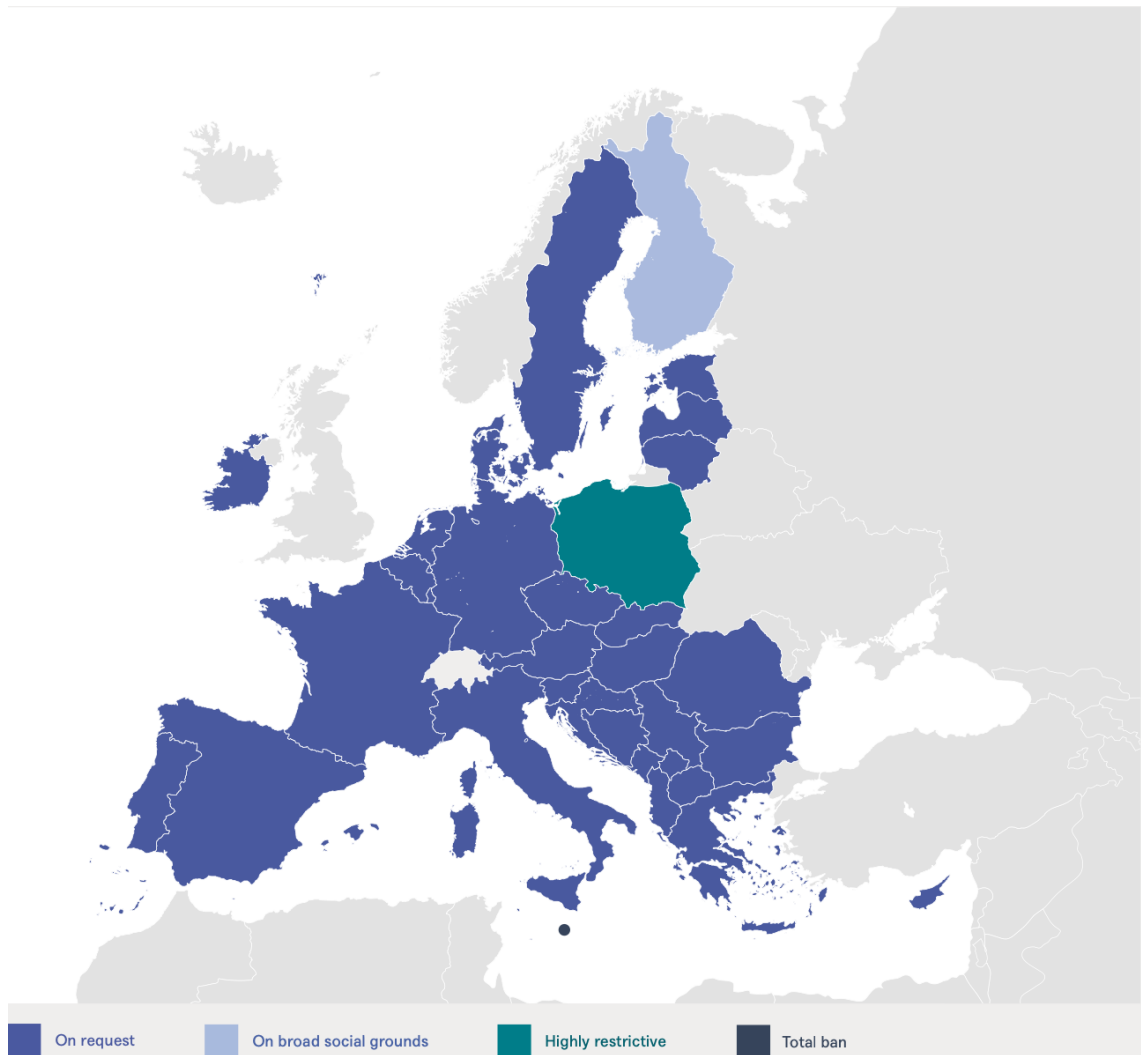 On request
On broad social grounds
Highly restrictive
Total ban